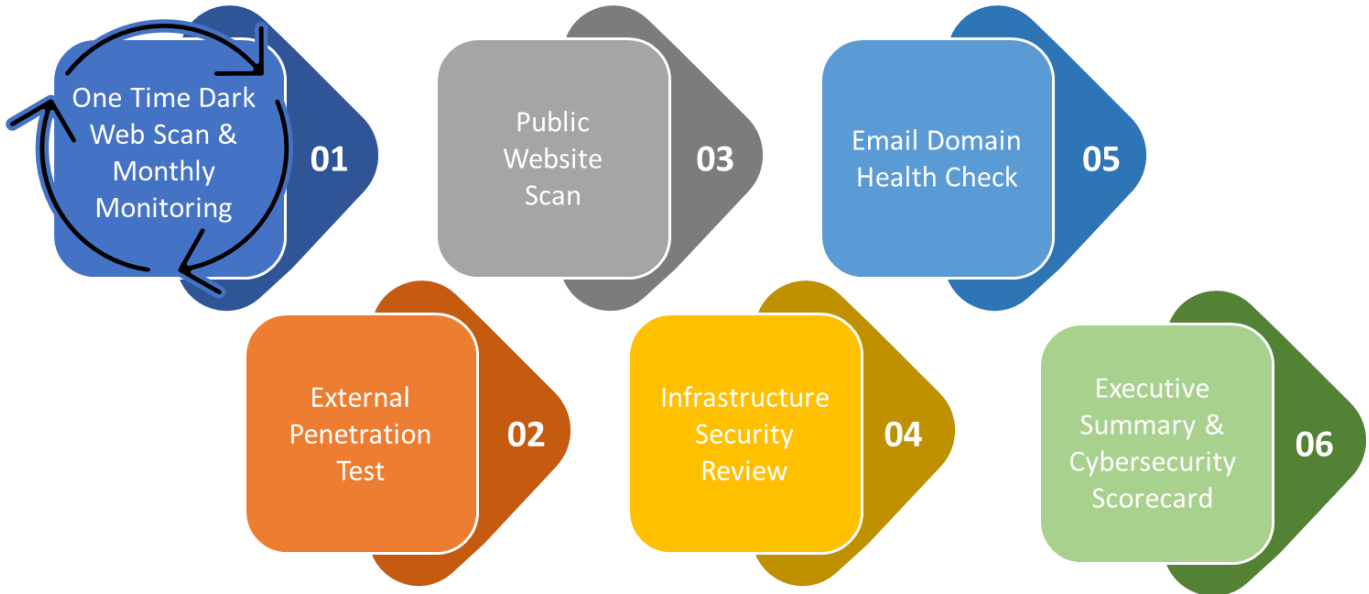 One Time Dark
Web Scan &
Monthly
Monitoring
01
External
Penetration
Test
02
Public
Website
Scan
03
Infrastructure
Security
Review
04
Email Domain
Health Check
05
Executive
Summary &
Cybersecurity
Scorecard
06